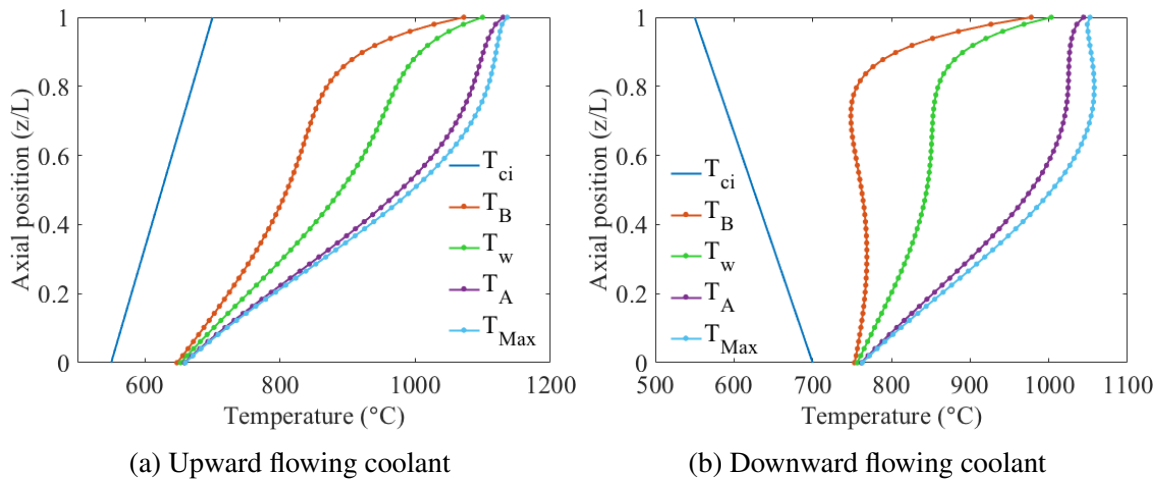 1
0.8
0.6
0.4
0.2
0
Axial position (z/L)
T_ci
T_B
T_w
T_A
T_Max
600 800 1000 1200
Temperature (°C)
(a) Upward flowing coolant
1
0.8
0.6
0.4
0.2
0
Axial position (z/L)
T_ci
T_B
T_w
T_A
T_Max
500 600 700 800 900 1000 1100
Temperature (°C)
(b) Downward flowing coolant